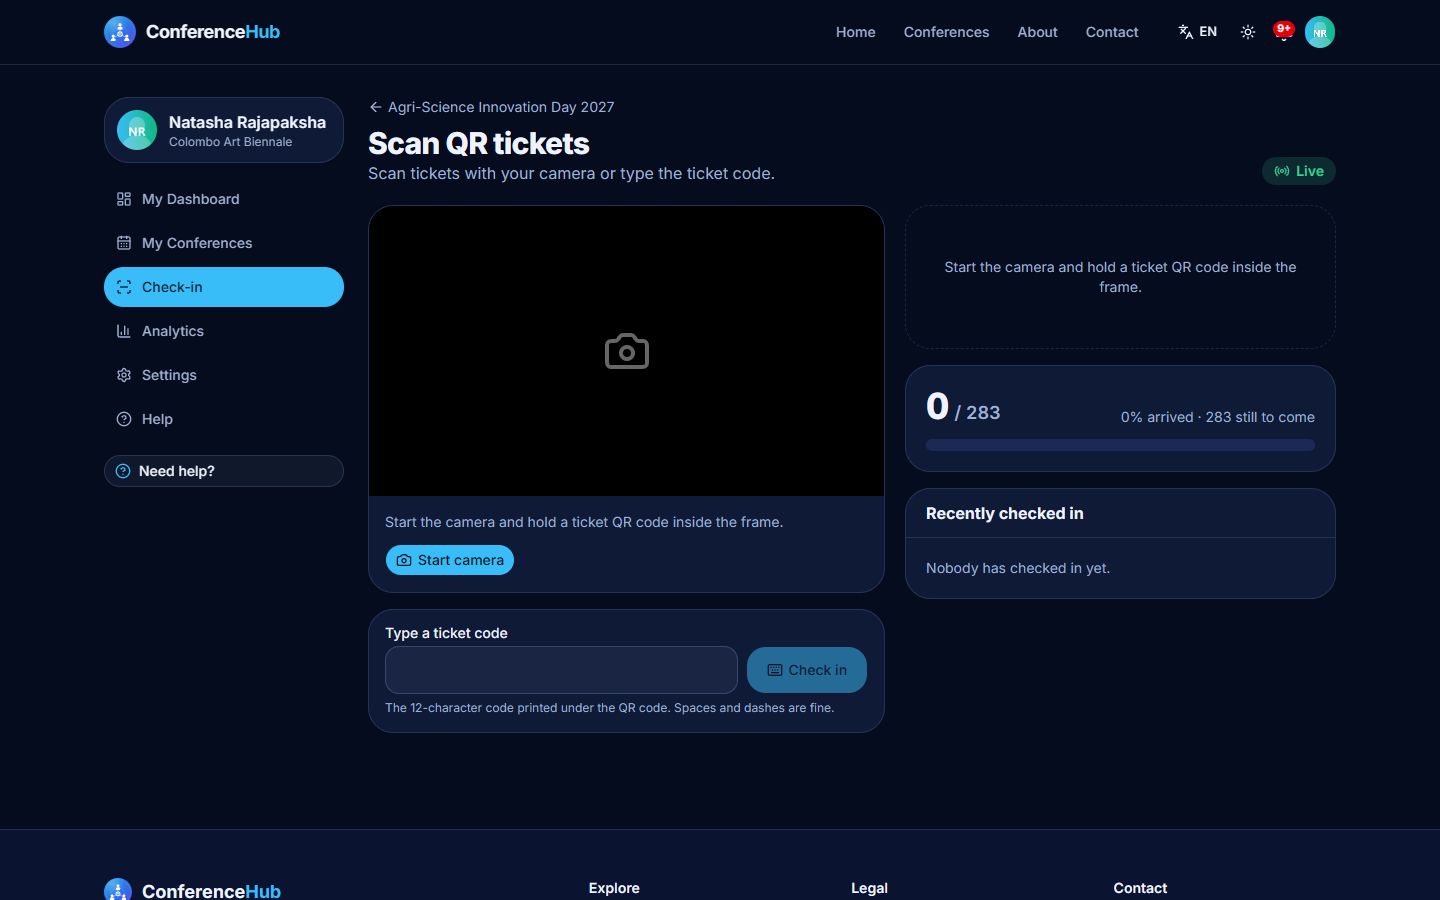 ConferenceHub
Home
Conferences
About
Contact
EN
9+
NR
NR
Natasha Rajapaksha
Colombo Art Biennale
My Dashboard
My Conferences
Check-in
Analytics
Settings
Help
Need help?
Agri-Science Innovation Day 2027
Scan QR tickets
Scan tickets with your camera or type the ticket code.
Live
Start the camera and hold a ticket QR code inside the frame.
Start camera
Type a ticket code
Check in
The 12-character code printed under the QR code. Spaces and dashes are fine.
Start the camera and hold a ticket QR code inside the
frame.
0 / 283
0% arrived · 283 still to come
Recently checked in
Nobody has checked in yet.
ConferenceHub
Explore
Legal
Contact